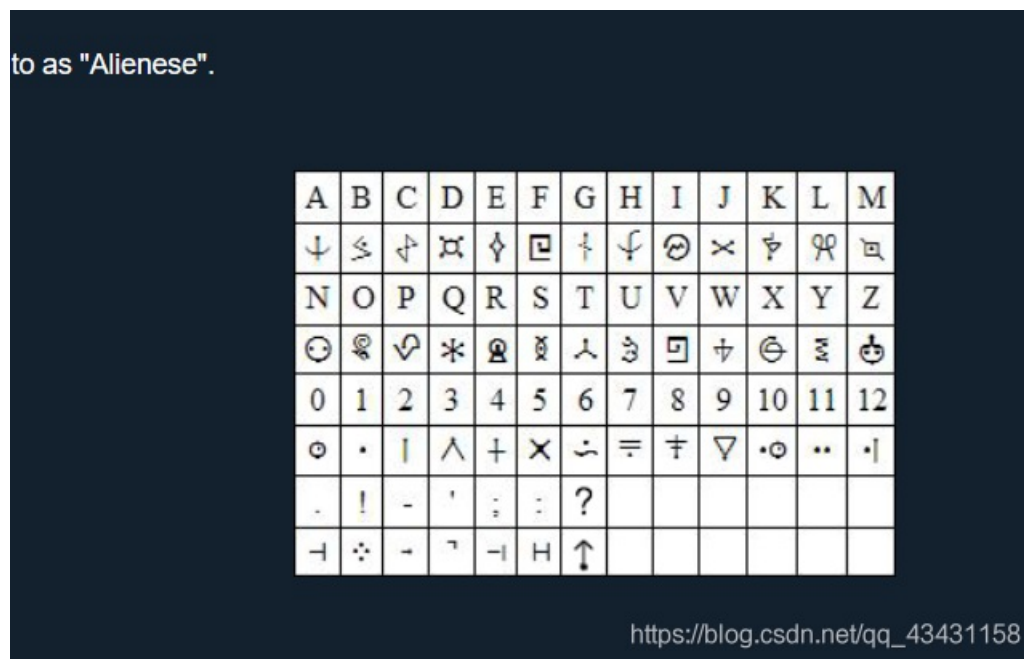 to as "Alienese".
A B C D E F G H I J K L M
N O P Q R S T U V W X Y Z
0 1 2 3 4 5 6 7 8 9 10 11 12
. ! - ' ; : ?
https://blog.csdn.net/qq_43431158